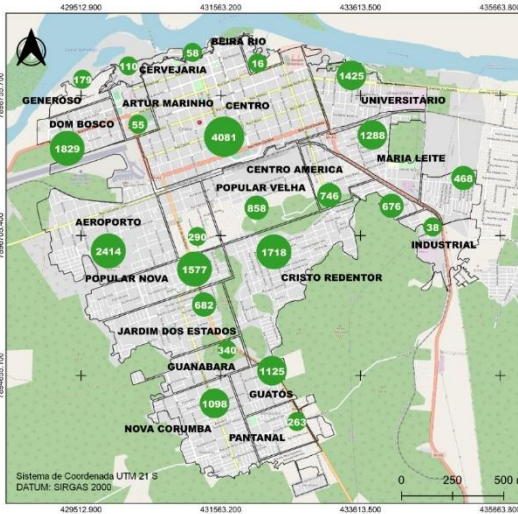 429512.900 431563.200 433613.500 435663.800
BEIRA RIO
58
16
110
CERVEJARIA
179
1425
GENEROSO
ARTUR MARINHO
CENTRO
UNIVERSITÁRIO
DOM BOSCO
55
4081
1288
1829
MARIA LEITE
CENTRO AMERICA
468
POPULAR VELHA
746
858
676
AEROPORTO
38
290
INDUSTRIAL
2414
1718
1577
POPULAR NOVA
CRISTO REDENTOR
682
JARDIM DOS ESTADOS
340
GUANABARA
1125
GUATÓS
1098
263
NOVA CORUMBA
PANTANAL
Sistema de Coordenada UTM 21 S
DATUM: SIRGAS 2000
0 250 500 m
429512.900 431563.200 433613.500 435663.800